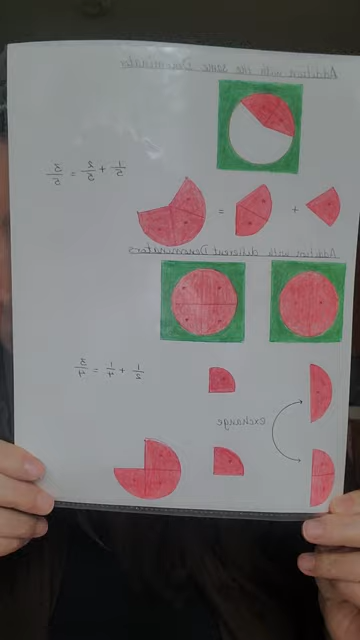 Addition with the same Denominator
1/5 + 2/5 = 3/5
+ =
Addition with different Denominators
1/2 + 1/4 = 3/4
exchange